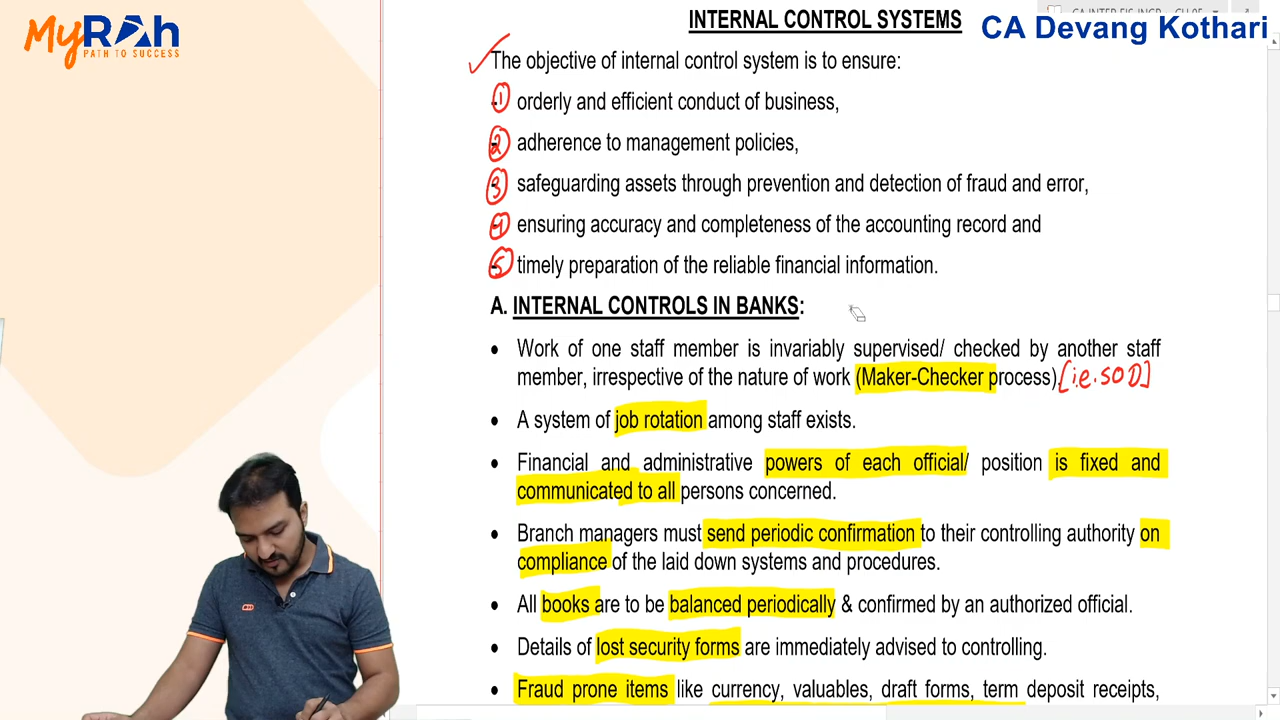 MyRAh
PATH TO SUCCESS
INTERNAL CONTROL SYSTEMS
CA Devang Kothari
The objective of internal control system is to ensure:
① orderly and efficient conduct of business,
② adherence to management policies,
③ safeguarding assets through prevention and detection of fraud and error,
④ ensuring accuracy and completeness of the accounting record and
⑤ timely preparation of the reliable financial information.
A. INTERNAL CONTROLS IN BANKS:
• Work of one staff member is invariably supervised/ checked by another staff
member, irrespective of the nature of work (Maker-Checker process). [i.e. SOD]
• A system of job rotation among staff exists.
• Financial and administrative powers of each official/ position is fixed and
communicated to all persons concerned.
• Branch managers must send periodic confirmation to their controlling authority on
compliance of the laid down systems and procedures.
• All books are to be balanced periodically & confirmed by an authorized official.
• Details of lost security forms are immediately advised to controlling.
• Fraud prone items like currency, valuables, draft forms, term deposit receipts,